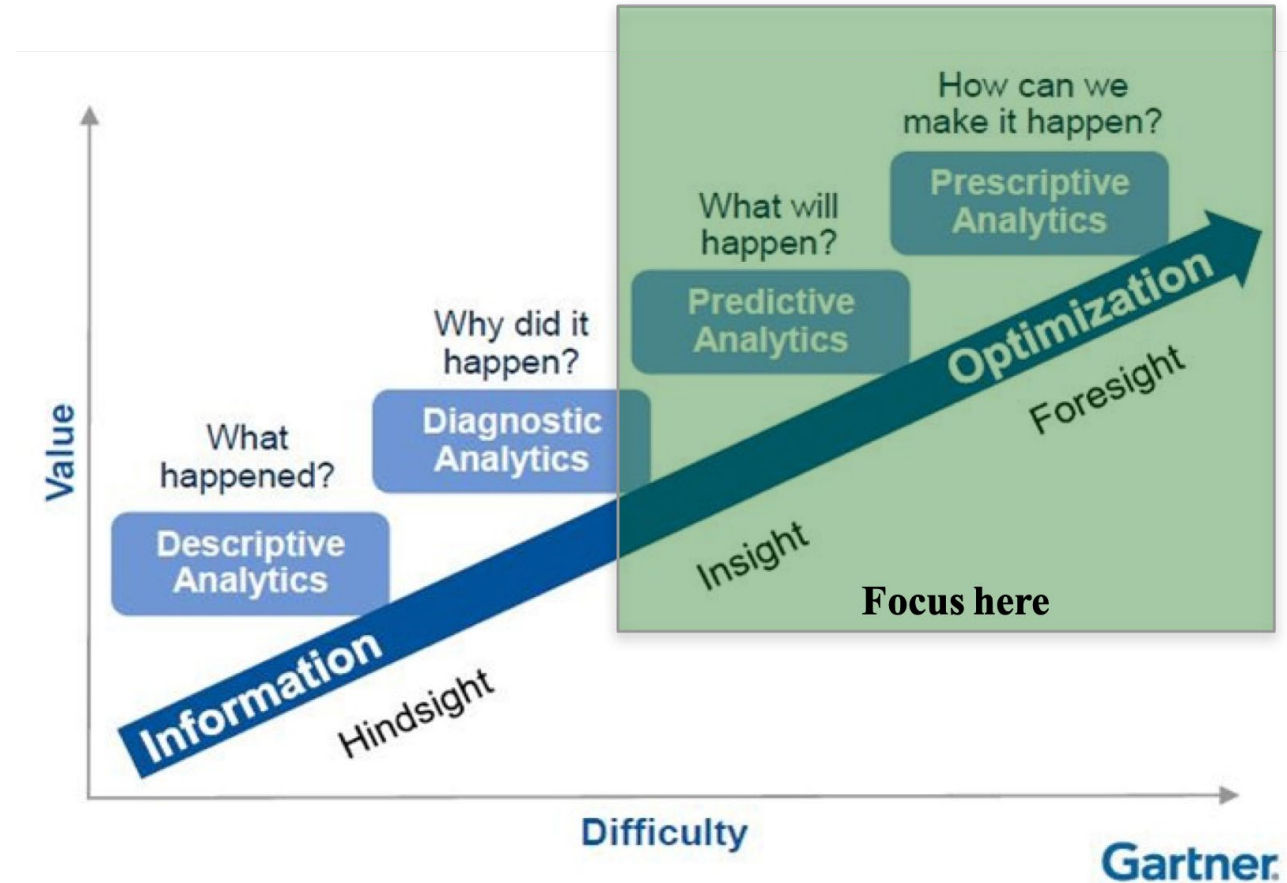 How can we
make it happen?
Prescriptive
Analytics
What will
happen?
Predictive
Analytics
Why did it
happen?
Diagnostic
Analytics
What
happened?
Descriptive
Analytics
Value
Information
Optimization
Hindsight
Insight
Foresight
Focus here
Difficulty
Gartner.